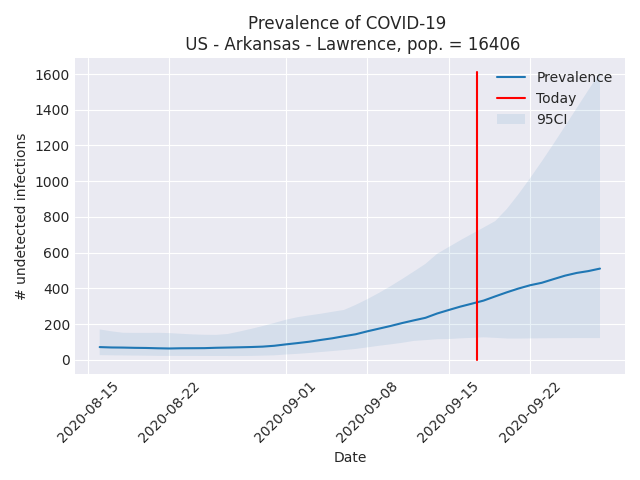 Prevalence of COVID-19
US - Arkansas - Lawrence, pop. = 16406
1600
1400
1200
1000
800
600
400
200
0
# undetected infections
Prevalence
Today
95CI
2020-08-15
2020-08-22
2020-09-01
2020-09-08
2020-09-15
2020-09-22
Date